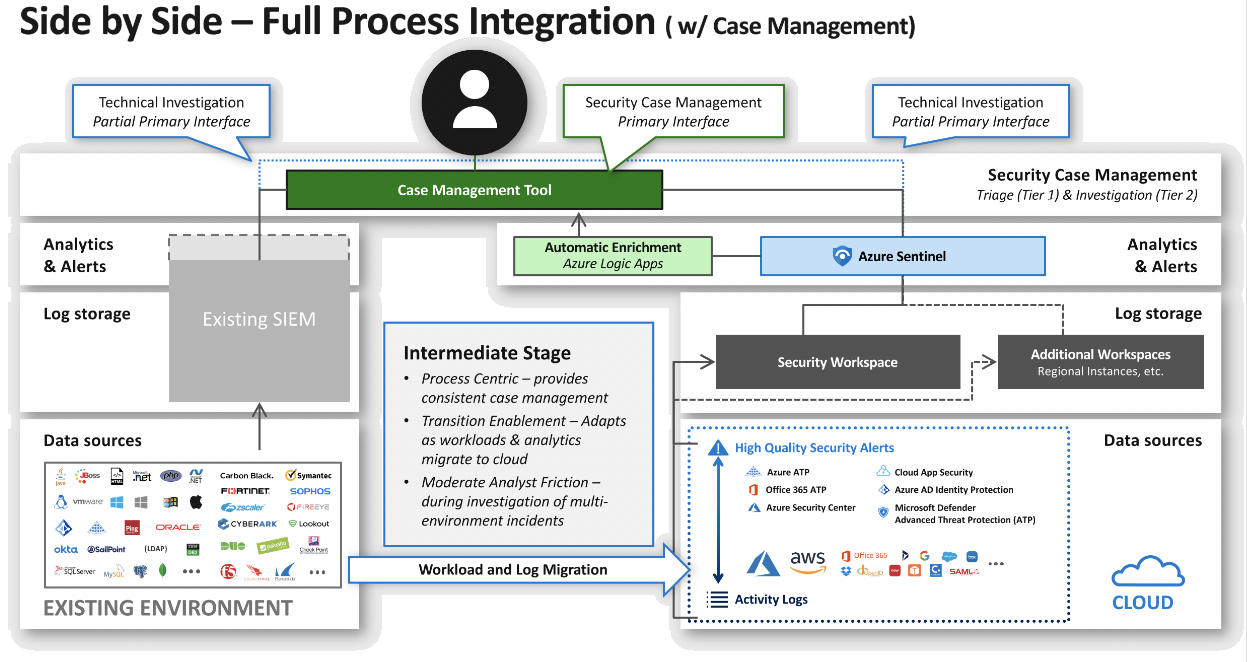 Side by Side – Full Process Integration ( w/ Case Management)
Technical Investigation
Partial Primary Interface
Security Case Management
Primary Interface
Technical Investigation
Partial Primary Interface
Case Management Tool
Security Case Management
Triage (Tier 1) & Investigation (Tier 2)
Analytics
& Alerts
Automatic Enrichment
Azure Logic Apps
Azure Sentinel
Analytics
& Alerts
Log storage
Existing SIEM
Log storage
Security Workspace
Additional Workspaces
Regional Instances, etc.
Intermediate Stage
• Process Centric – provides
consistent case management
• Transition Enablement – Adapts
as workloads & analytics
migrate to cloud
• Moderate Analyst Friction –
during investigation of multi-
environment incidents
Data sources
Java JBoss .net php .NET Carbon Black. Symantec
vmware FORTINET SOPHOS
zscaler FIREEYE
Ping ORACLE CYBERARK Lookout
okta SailPoint (LDAP) DUO Check Point
SQL Server MySQL Barracuda •••
EXISTING ENVIRONMENT
Workload and Log Migration
High Quality Security Alerts
Azure ATP
Office 365 ATP
Azure Security Center
Cloud App Security
Azure AD Identity Protection
Microsoft Defender
Advanced Threat Protection (ATP)
aws
Office 365
box
SAML
•••
Activity Logs
Data sources
CLOUD